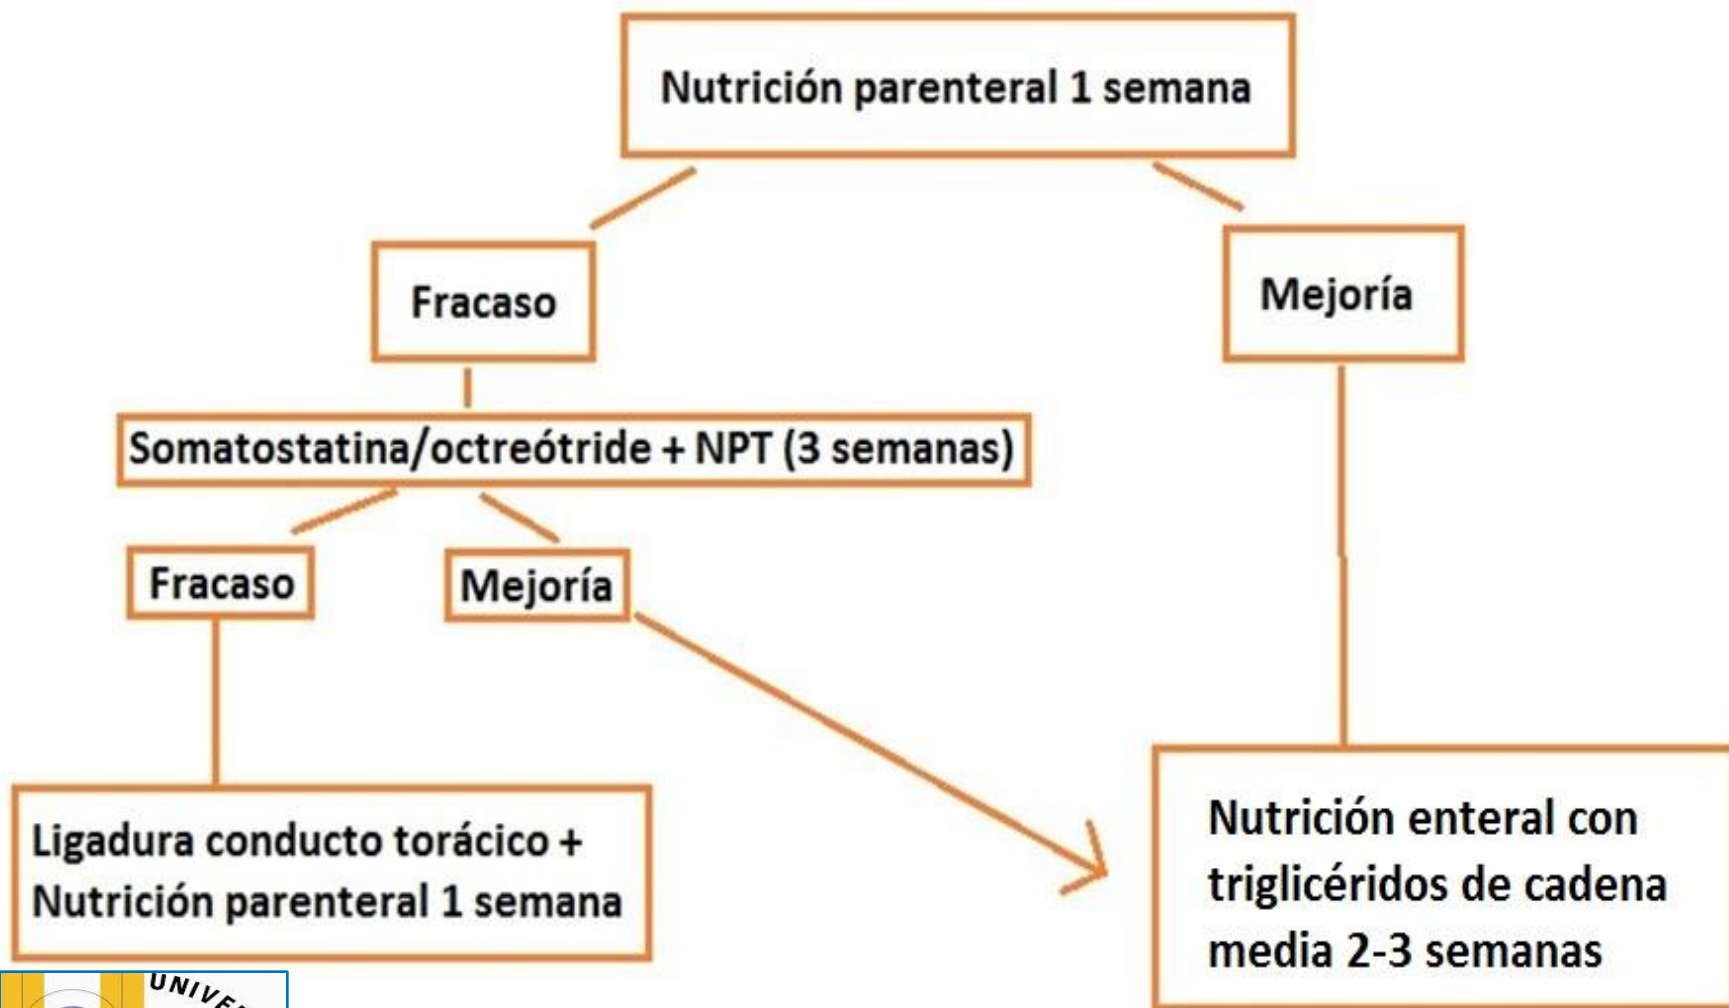 Nutrición parenteral 1 semana
Fracaso
Mejoría
Somatostatina/octreótride + NPT (3 semanas)
Fracaso
Mejoría
Ligadura conducto torácico +
Nutrición parenteral 1 semana
Nutrición enteral con
triglicéridos de cadena
media 2-3 semanas